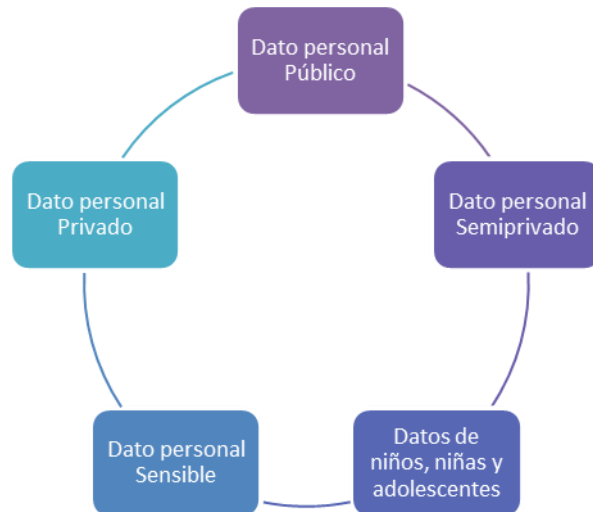 Dato personal
Público
Dato personal
Privado
Dato personal
Semiprivado
Dato personal
Sensible
Datos de
niños, niñas y
adolescentes